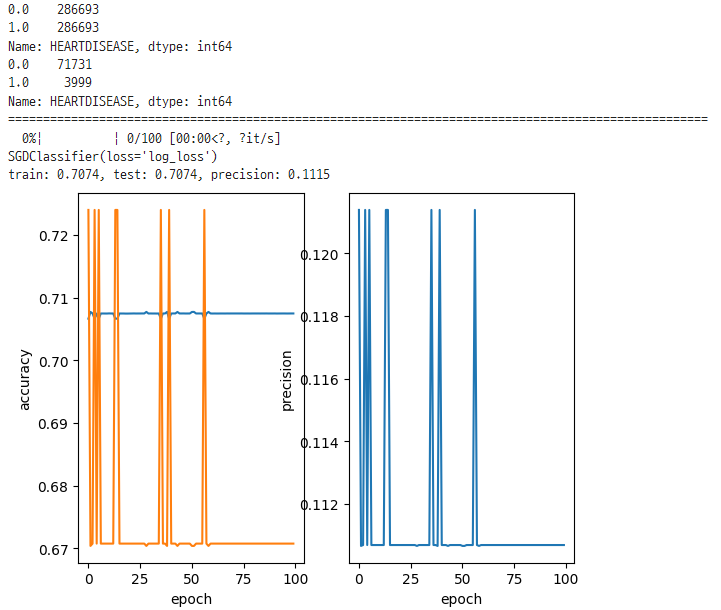 0.0    286693
1.0    286693
Name: HEARTDISEASE, dtype: int64
0.0    71731
1.0     3999
Name: HEARTDISEASE, dtype: int64
====================================================================================================
0%|          | 0/100 [00:00<?, ?it/s]
SGDClassifier(loss='log_loss')
train: 0.7074, test: 0.7074, precision: 0.1115
0.72
0.71
0.70
0.69
0.68
0.67
accuracy
0 25 50 75 100
epoch
0.120
0.118
0.116
0.114
0.112
precision
0 25 50 75 100
epoch